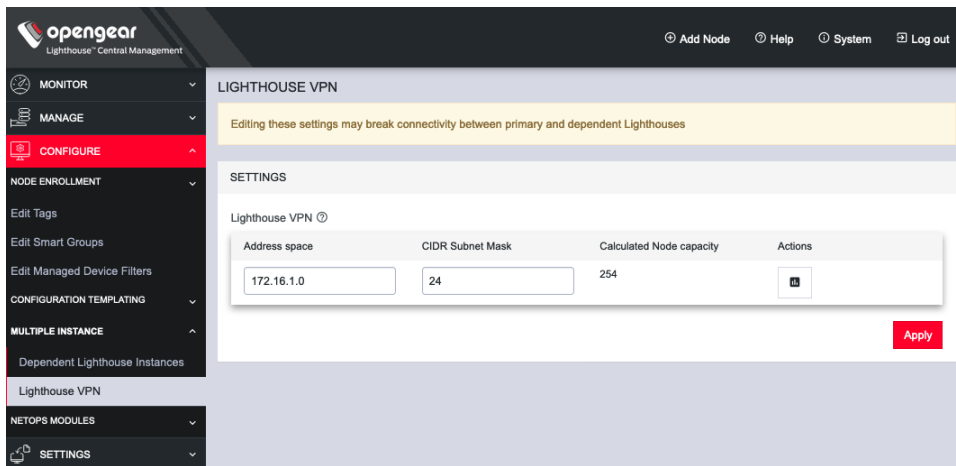 opengear
Lighthouse™ Central Management
Add Node
Help
System
Log out
MONITOR
MANAGE
CONFIGURE
NODE ENROLLMENT
Edit Tags
Edit Smart Groups
Edit Managed Device Filters
CONFIGURATION TEMPLATING
MULTIPLE INSTANCE
Dependent Lighthouse Instances
Lighthouse VPN
NETOPS MODULES
SETTINGS
LIGHTHOUSE VPN
Editing these settings may break connectivity between primary and dependent Lighthouses
SETTINGS
Lighthouse VPN
Address space CIDR Subnet Mask Calculated Node capacity Actions
172.16.1.0 24 254
Apply